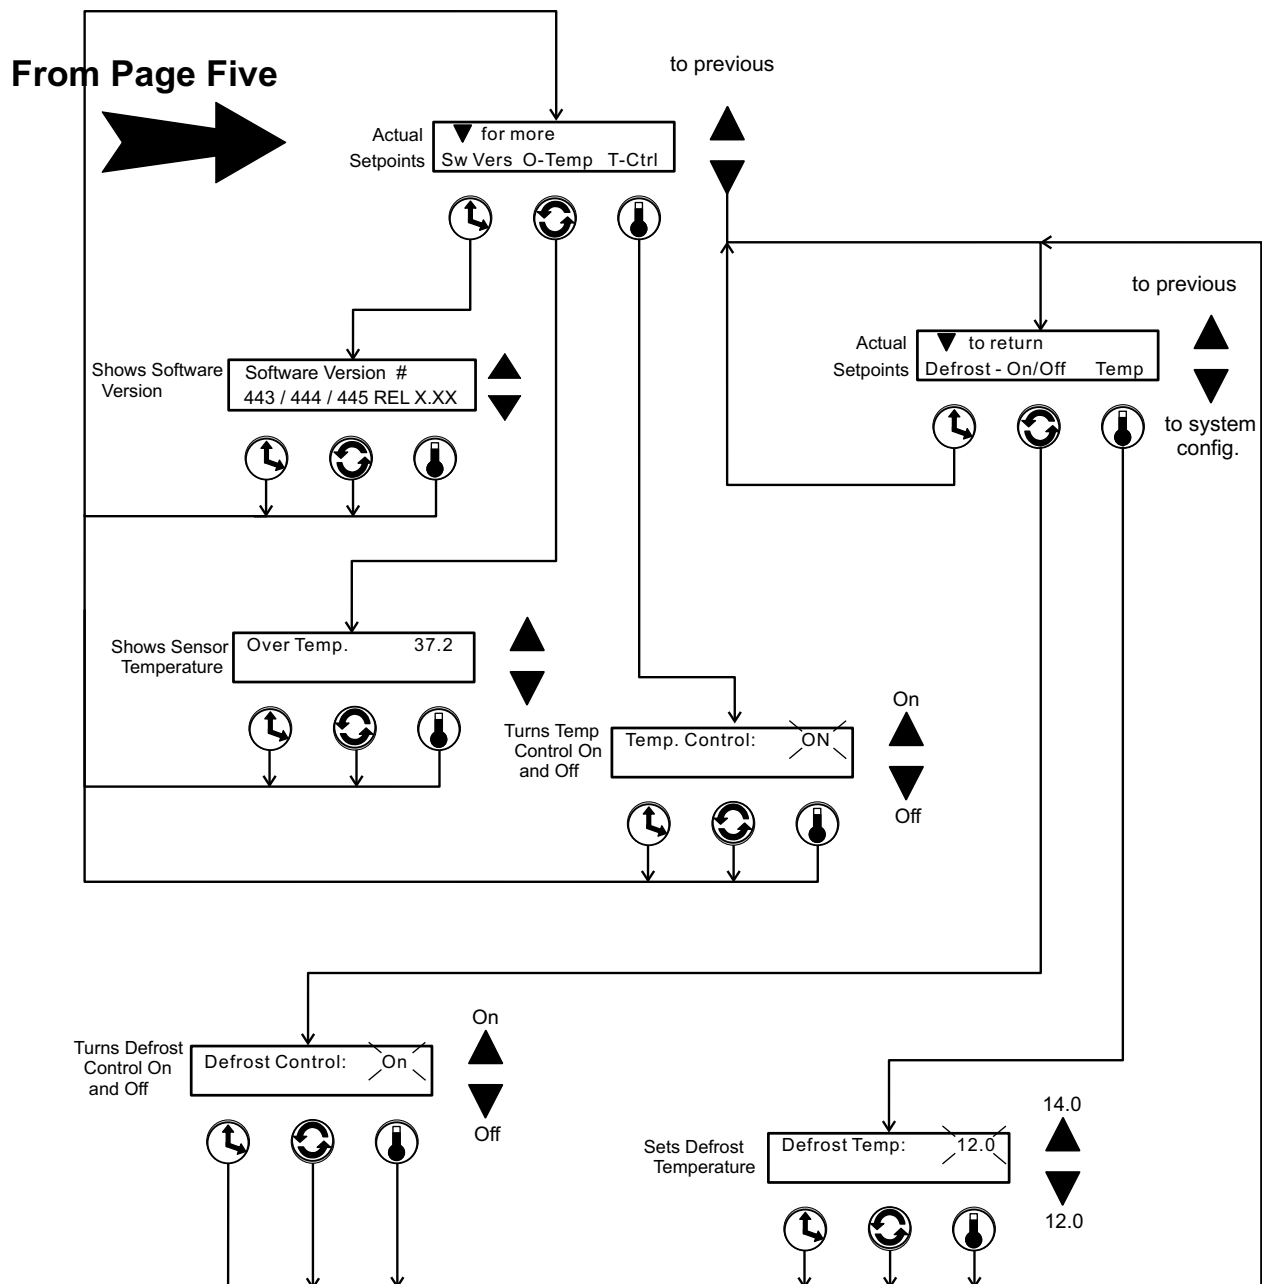 From Page Five
to previous
Actual
Setpoints
▼ for more
Sw Vers O-Temp T-Ctrl
to previous
Actual
Setpoints
▼ to return
Defrost - On/Off Temp
to system
config.
Shows Software
Version
Software Version #
443 / 444 / 445 REL X.XX
Shows Sensor
Temperature
Over Temp. 37.2
Turns Temp
Control On
and Off
Temp. Control: ON
On
Off
Turns Defrost
Control On
and Off
Defrost Control: On
On
Off
Sets Defrost
Temperature
Defrost Temp: 12.0
14.0
12.0